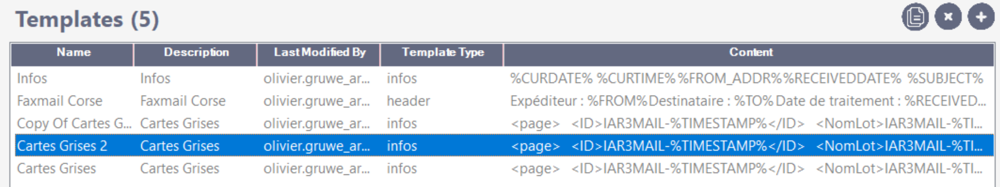 Templates (5)
Name Description Last Modified By Template Type Content
Infos Infos olivier.gruwe_ar... infos %CURDATE% %CURTIME% %FROM_ADDR%%RECEIVEDDATE% %SUBJECT%
Faxmail Corse Faxmail Corse olivier.gruwe_ar... header Expéditeur : %FROM% Destinataire : %TO% Date de traitement : %RECEIVED...
Copy Of Cartes G... Cartes Grises olivier.gruwe_ar... infos <page> <ID>IAR3MAIL-%TIMESTAMP%</ID> <NomLot>IAR3MAIL-%TI...
Cartes Grises 2 Cartes Grises olivier.gruwe_ar... infos <page> <ID>IAR3MAIL-%TIMESTAMP%</ID> <NomLot>IAR3MAIL-%TI...
Cartes Grises Cartes Grises olivier.gruwe_ar... infos <page> <ID>IAR3MAIL-%TIMESTAMP%</ID> <NomLot>IAR3MAIL-%TI...